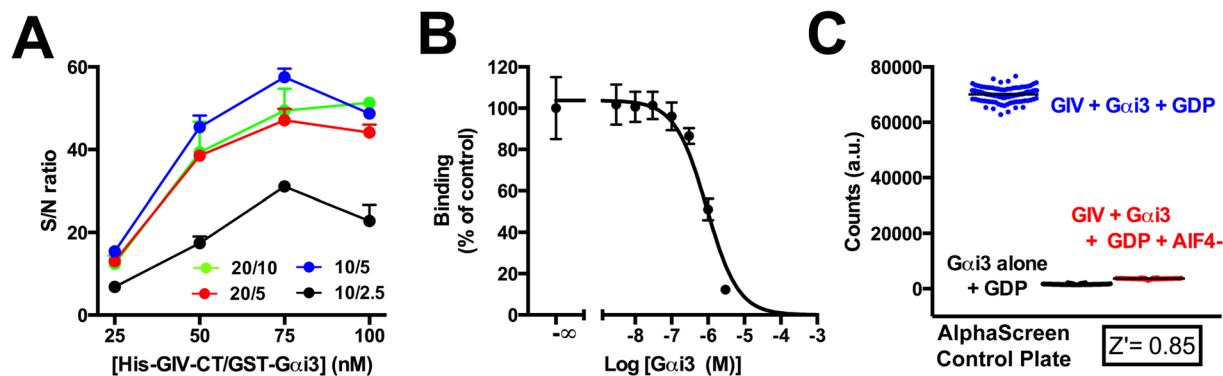 A
60
40
20
0
S/N ratio
20/10
10/5
20/5
10/2.5
25
50
75
100
[His-GIV-CT/GST-Gαi3] (nM)
B
120
100
80
60
40
20
0
Binding
(% of control)
-∞
-8
-7
-6
-5
-4
-3
Log [Gαi3 (M)]
C
80000
60000
40000
20000
0
Counts (a.u.)
GIV + Gαi3 + GDP
GIV + Gαi3
+ GDP + AlF4-
Gαi3 alone
+ GDP
AlphaScreen
Control Plate
Z'= 0.85